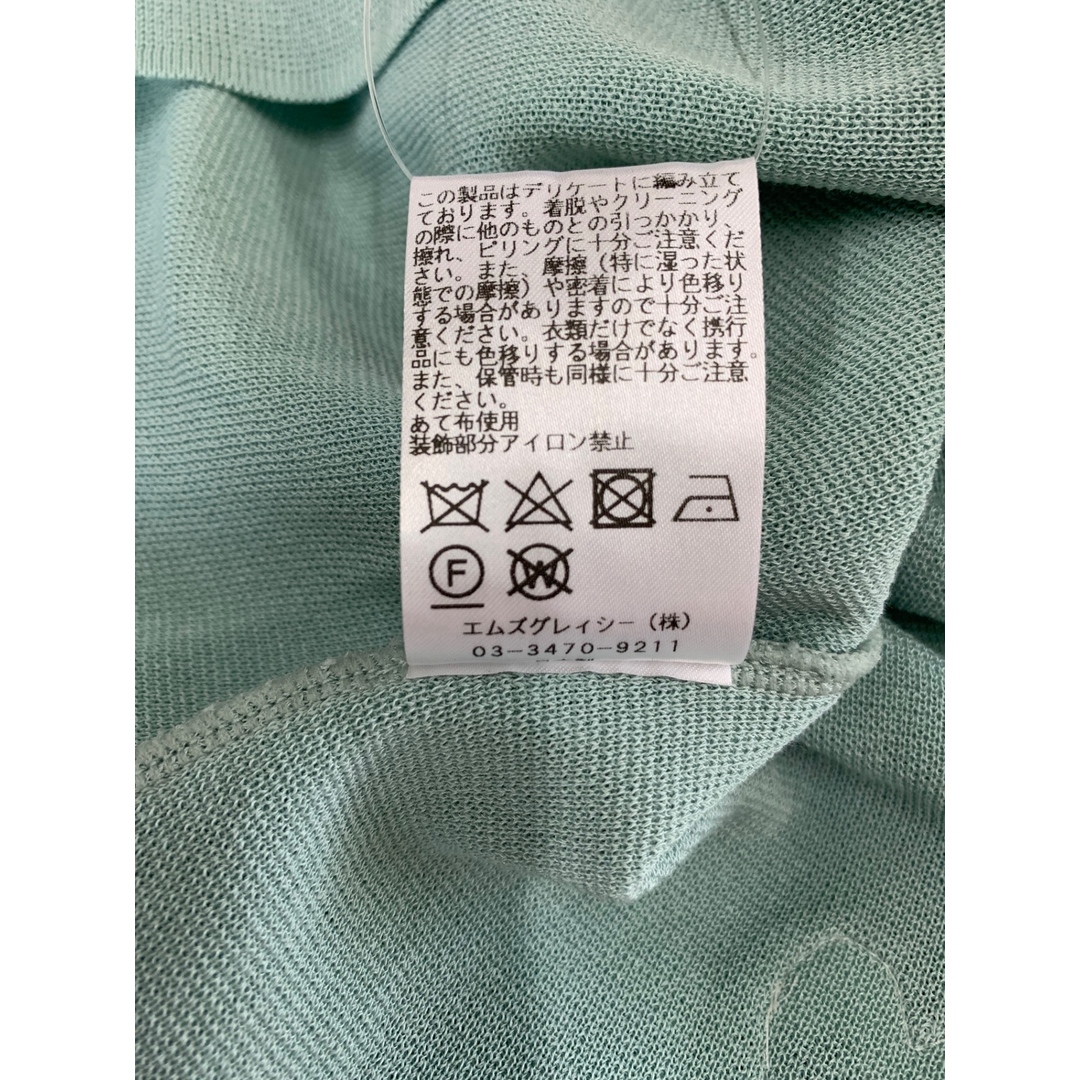 この製品はデリケートに編み立て
ております。着脱やクリーニング
の際に他のものとの引っかかり、
擦れ、ピリングに十分ご注意くだ
さい。また、摩擦（特に湿った状
態での摩擦）や密着により色移り
する場合がありますので十分ご注
意ください。衣類だけでなく携行
品にも色移りする場合があります。
また、保管時も同様に十分ご注意
ください。
あて布使用
装飾部分アイロン禁止
F W
エムズグレィシー（株）
03-3470-9211